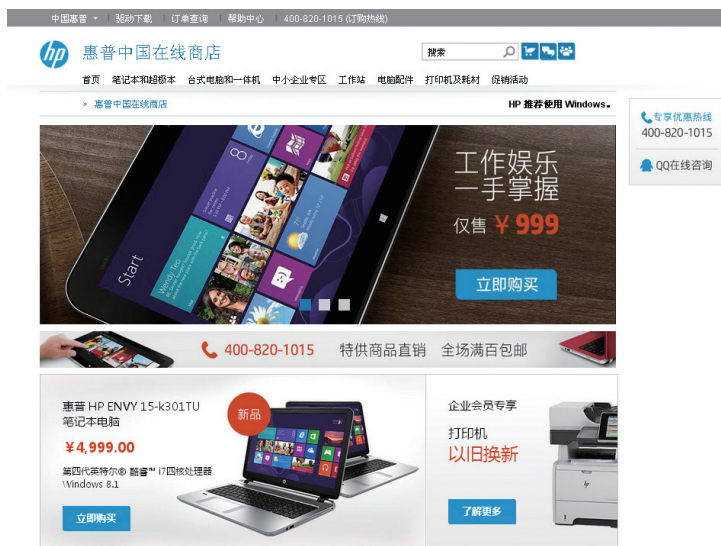 中国惠普
驱动下载
订单查询
帮助中心
400-820-1015 (订购热线)
hp
惠普中国在线商店
搜索
首页 笔记本和超极本 台式电脑和一体机 中小企业专区 工作站 电脑配件 打印机及耗材 促销活动
> 惠普中国在线商店
HP 推荐使用 Windows。
专享优惠热线
400-820-1015
QQ在线咨询
Start
8
Wendy Teo
工作娱乐
一手掌握
仅售 ¥ 999
立即购买
400-820-1015 特供商品直销 全场满百包邮
惠普 HP ENVY 15-k301TU
笔记本电脑
¥4,999.00
第四代英特尔® 酷睿™ i7四核处理器
Windows 8.1
立即购买
新品
企业会员专享
打印机
以旧换新
了解更多